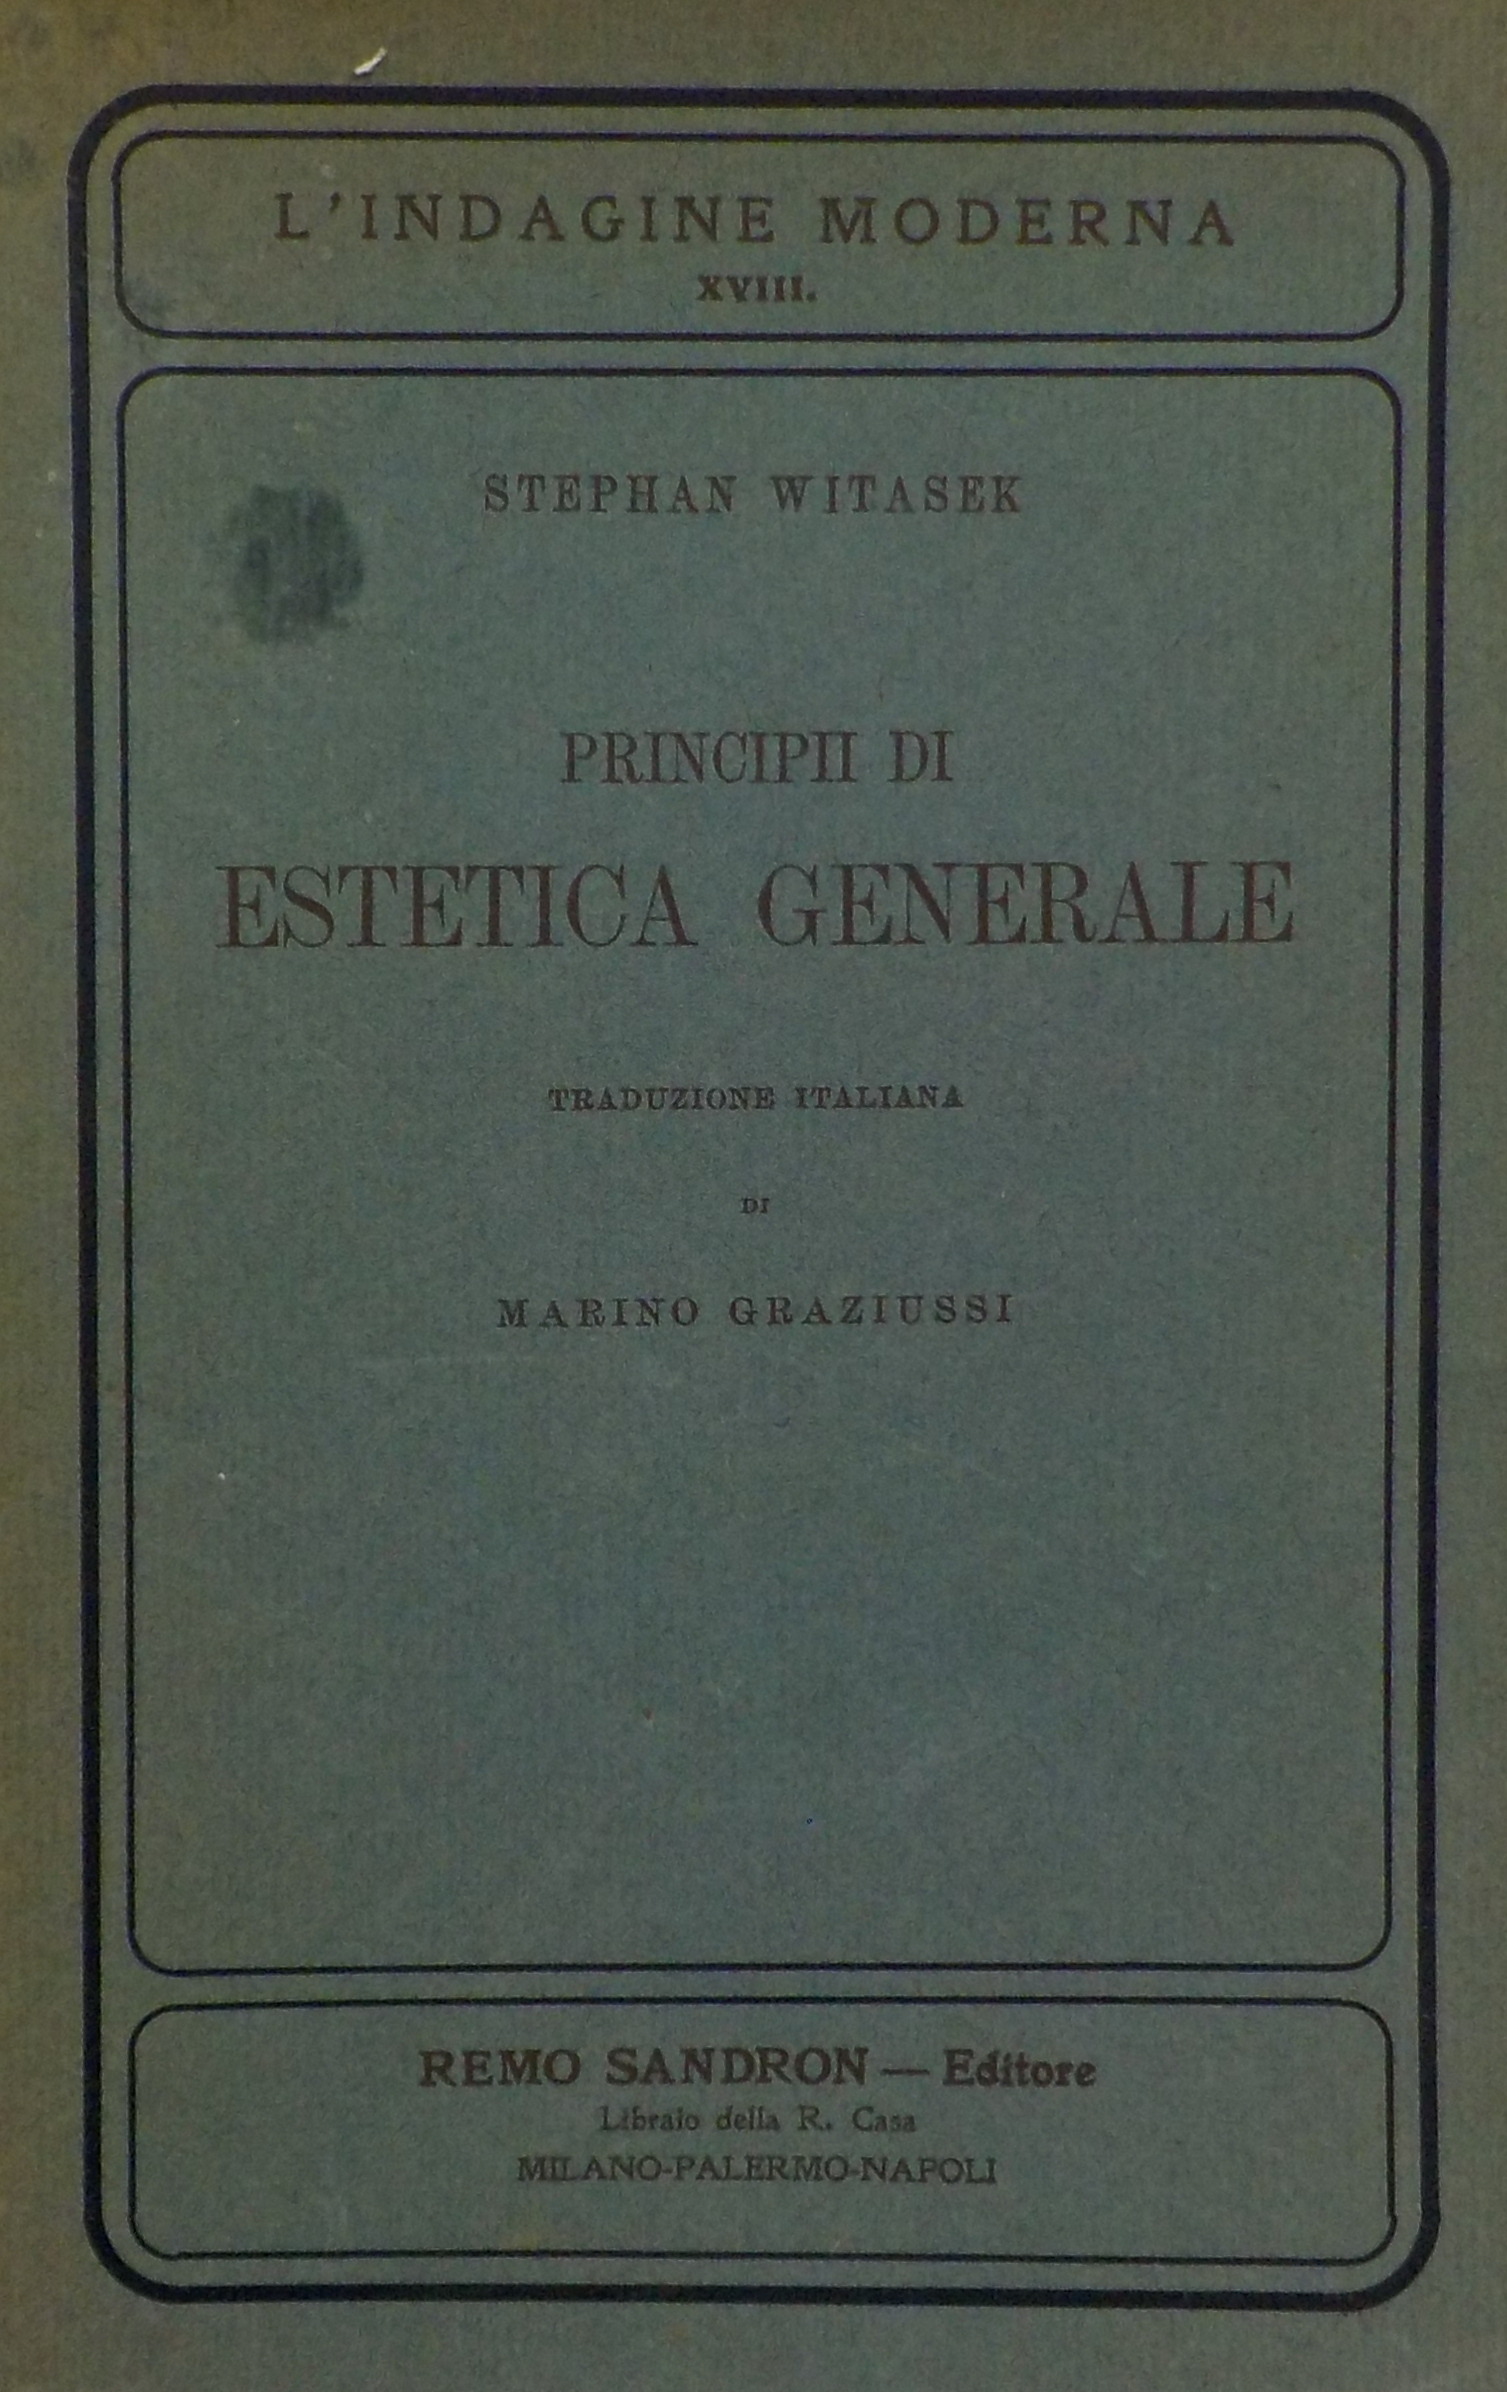 L'INDAGINE MODERNA
XVIII.
STEPHAN WITASEK
PRINCIPII DI
ESTETICA GENERALE
TRADUZIONE ITALIANA
DI
MARINO GRAZIUSSI
REMO SANDRON — Editore
Libraio della R. Casa
MILANO-PALERMO-NAPOLI